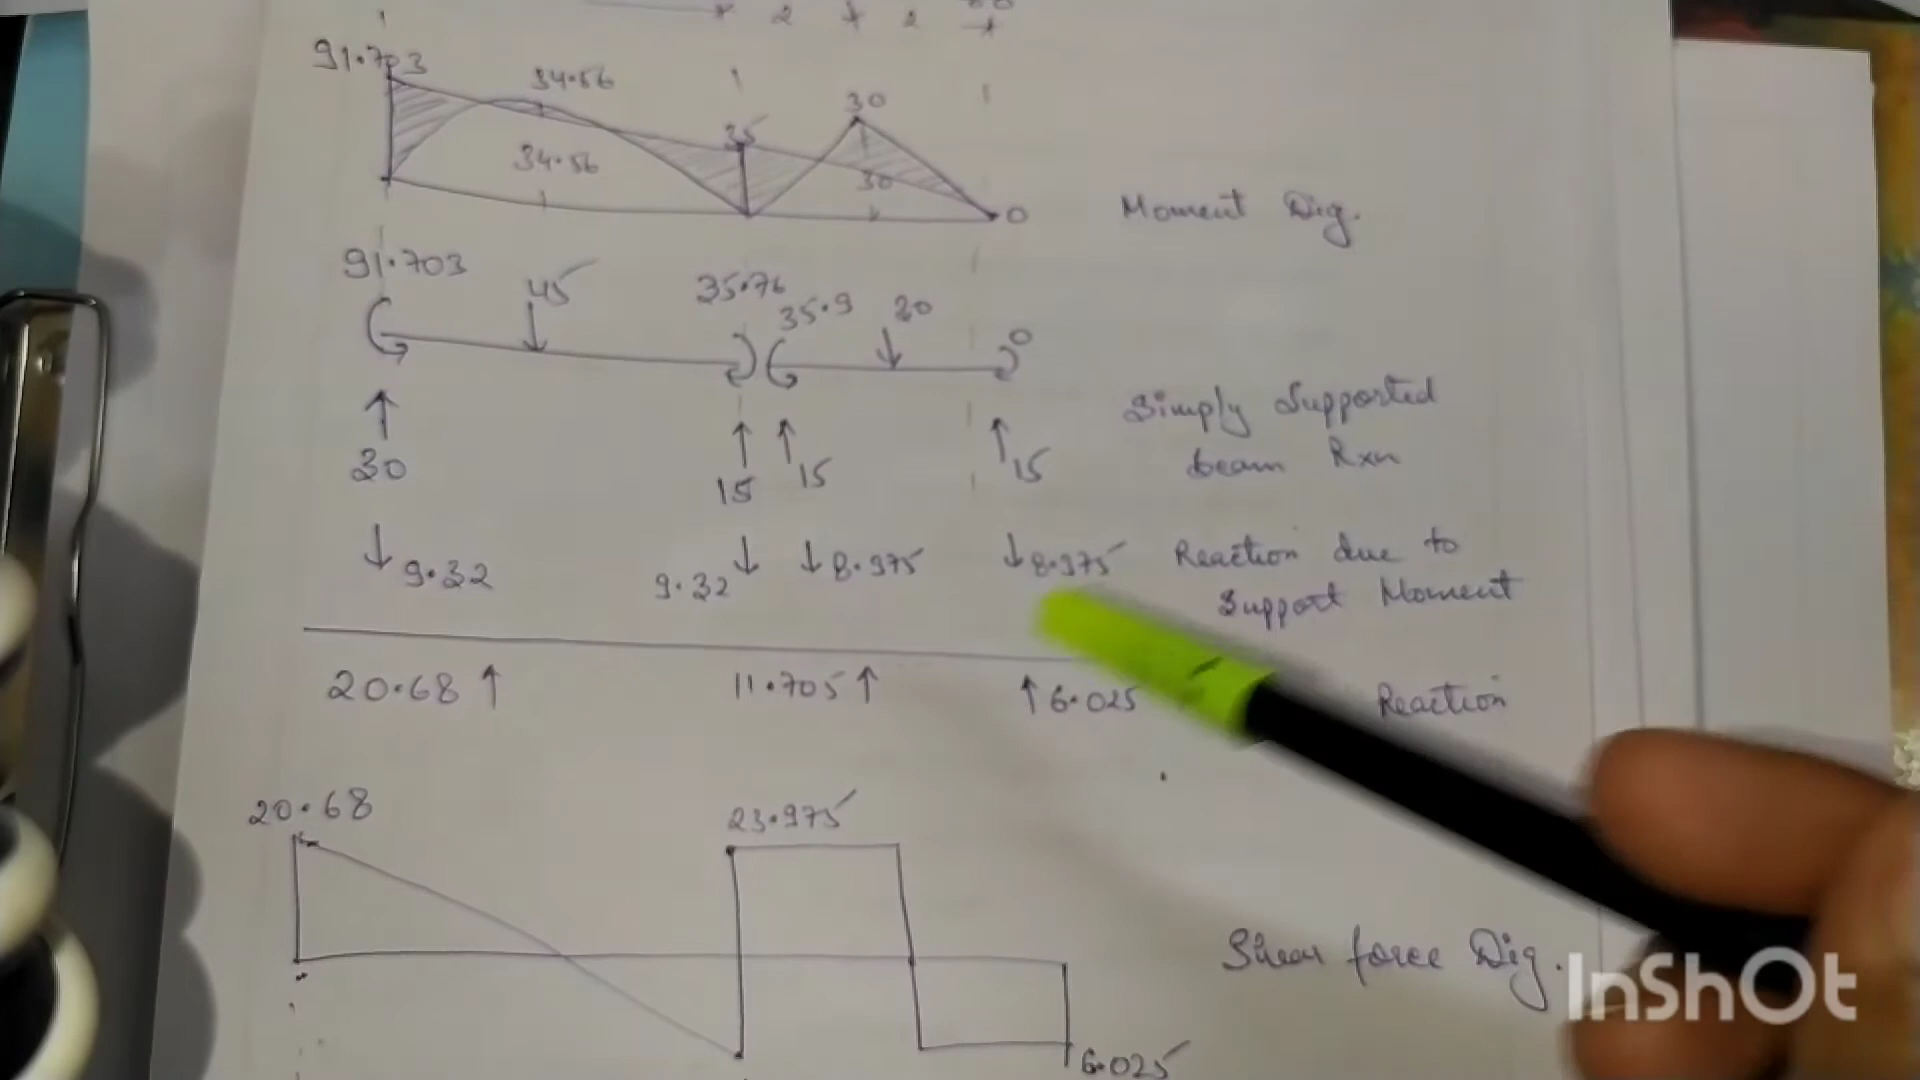 2 2
91.703 34.56 30
35
34.56 30 0 Moment Dig.
91.703 45 35.76 35.9 20 0
Simply Supported
beam Rxn
30 15 15 15
9.32 9.32 8.975 8.975 Reaction due to
Support Moment
20.68 ↑ 11.705 ↑ ↑ 6.025 Reaction
20.68 23.975
Shear force Dig.
6.025
InShOt